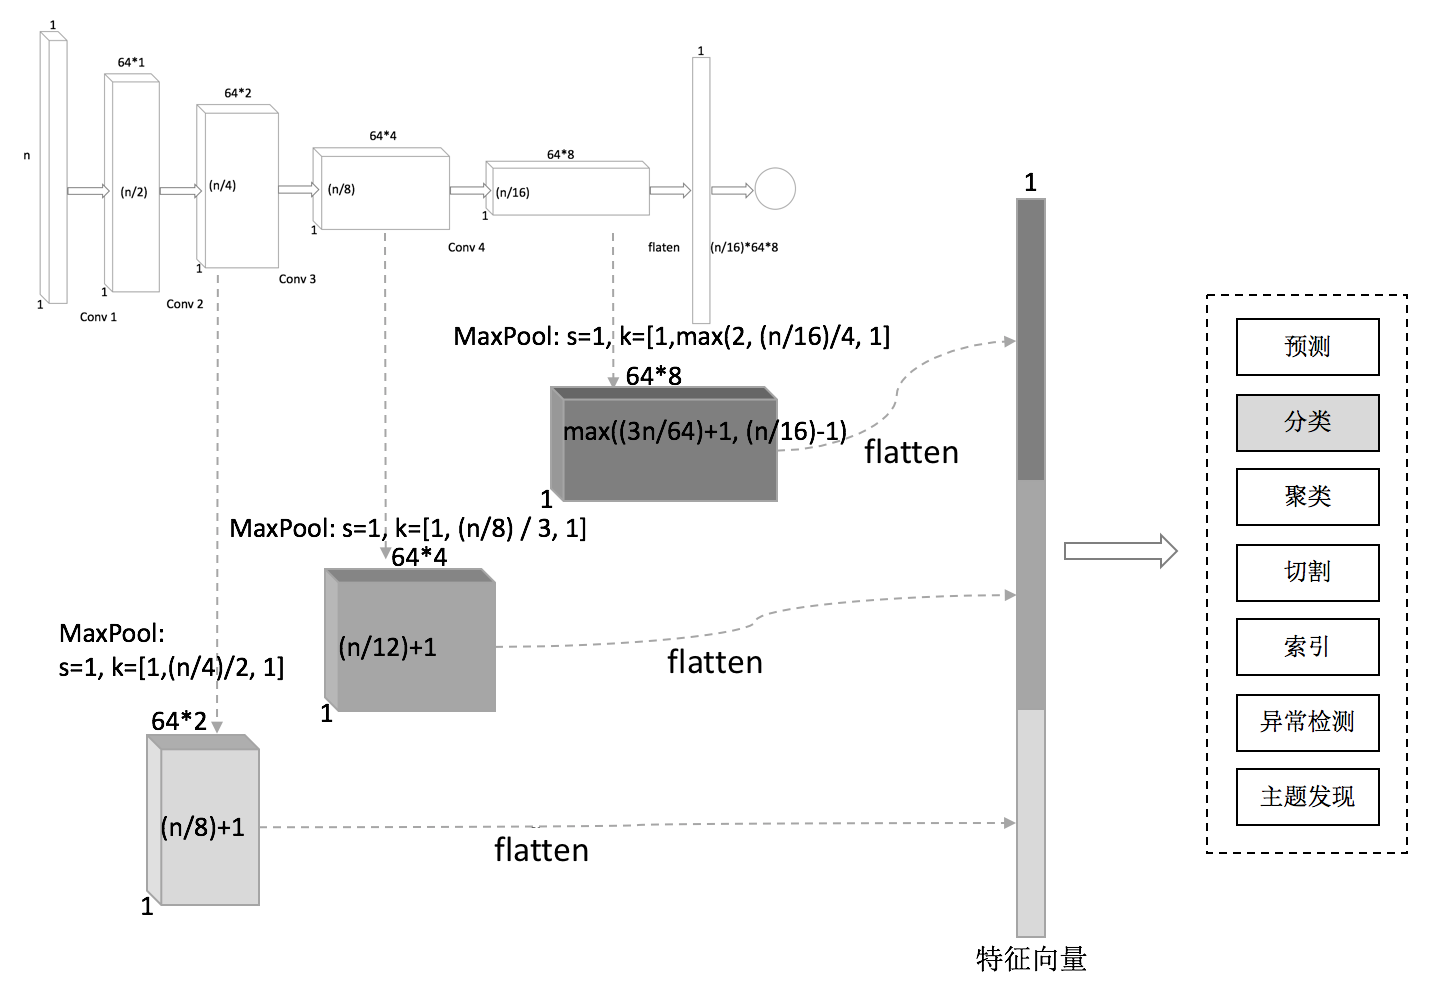 1
n
1
64*1
(n/2)
1
Conv 1
64*2
(n/4)
1
Conv 2
64*4
(n/8)
1
Conv 3
64*8
(n/16)
1
Conv 4
1
flaten
(n/16)*64*8
MaxPool: s=1, k=[1,max(2, (n/16)/4, 1]
64*8
max((3n/64)+1, (n/16)-1)
1
flatten
MaxPool: s=1, k=[1, (n/8) / 3, 1]
64*4
(n/12)+1
1
flatten
MaxPool:
s=1, k=[1,(n/4)/2, 1]
64*2
(n/8)+1
1
flatten
1
特征向量
预测
分类
聚类
切割
索引
异常检测
主题发现